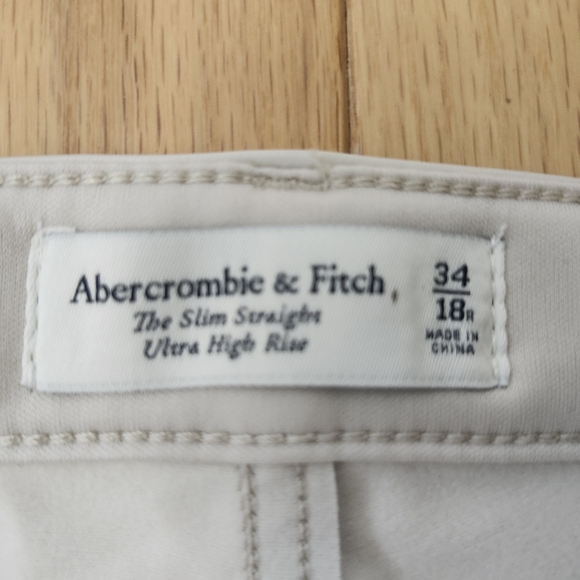 Abercrombie & Fitch
The Slim Straight
Ultra High Rise
34
18R
MADE IN
CHINA